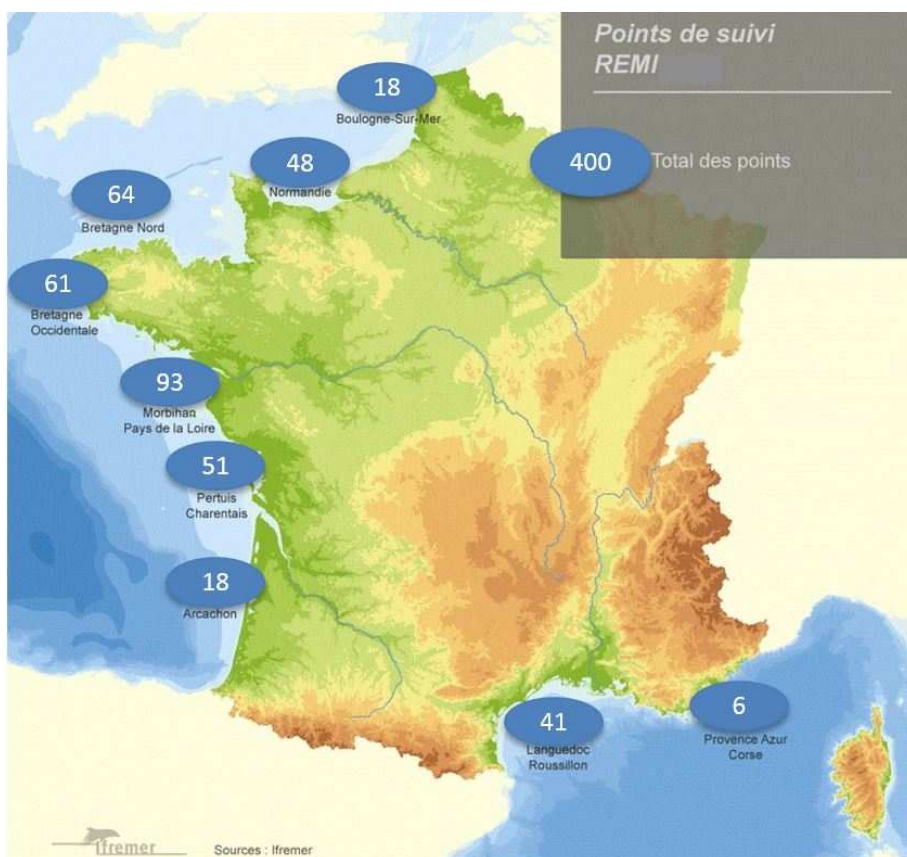 Points de suivi
REMI
400
Total des points
18
Boulogne-Sur-Mer
48
Normandie
64
Bretagne Nord
61
Bretagne
Occidentale
93
Morbihan
Pays de la Loire
51
Pertuis
Charentais
18
Arcachon
41
Languedoc
Roussillon
6
Provence Azur
Corse
Ifremer
Sources : Ifremer